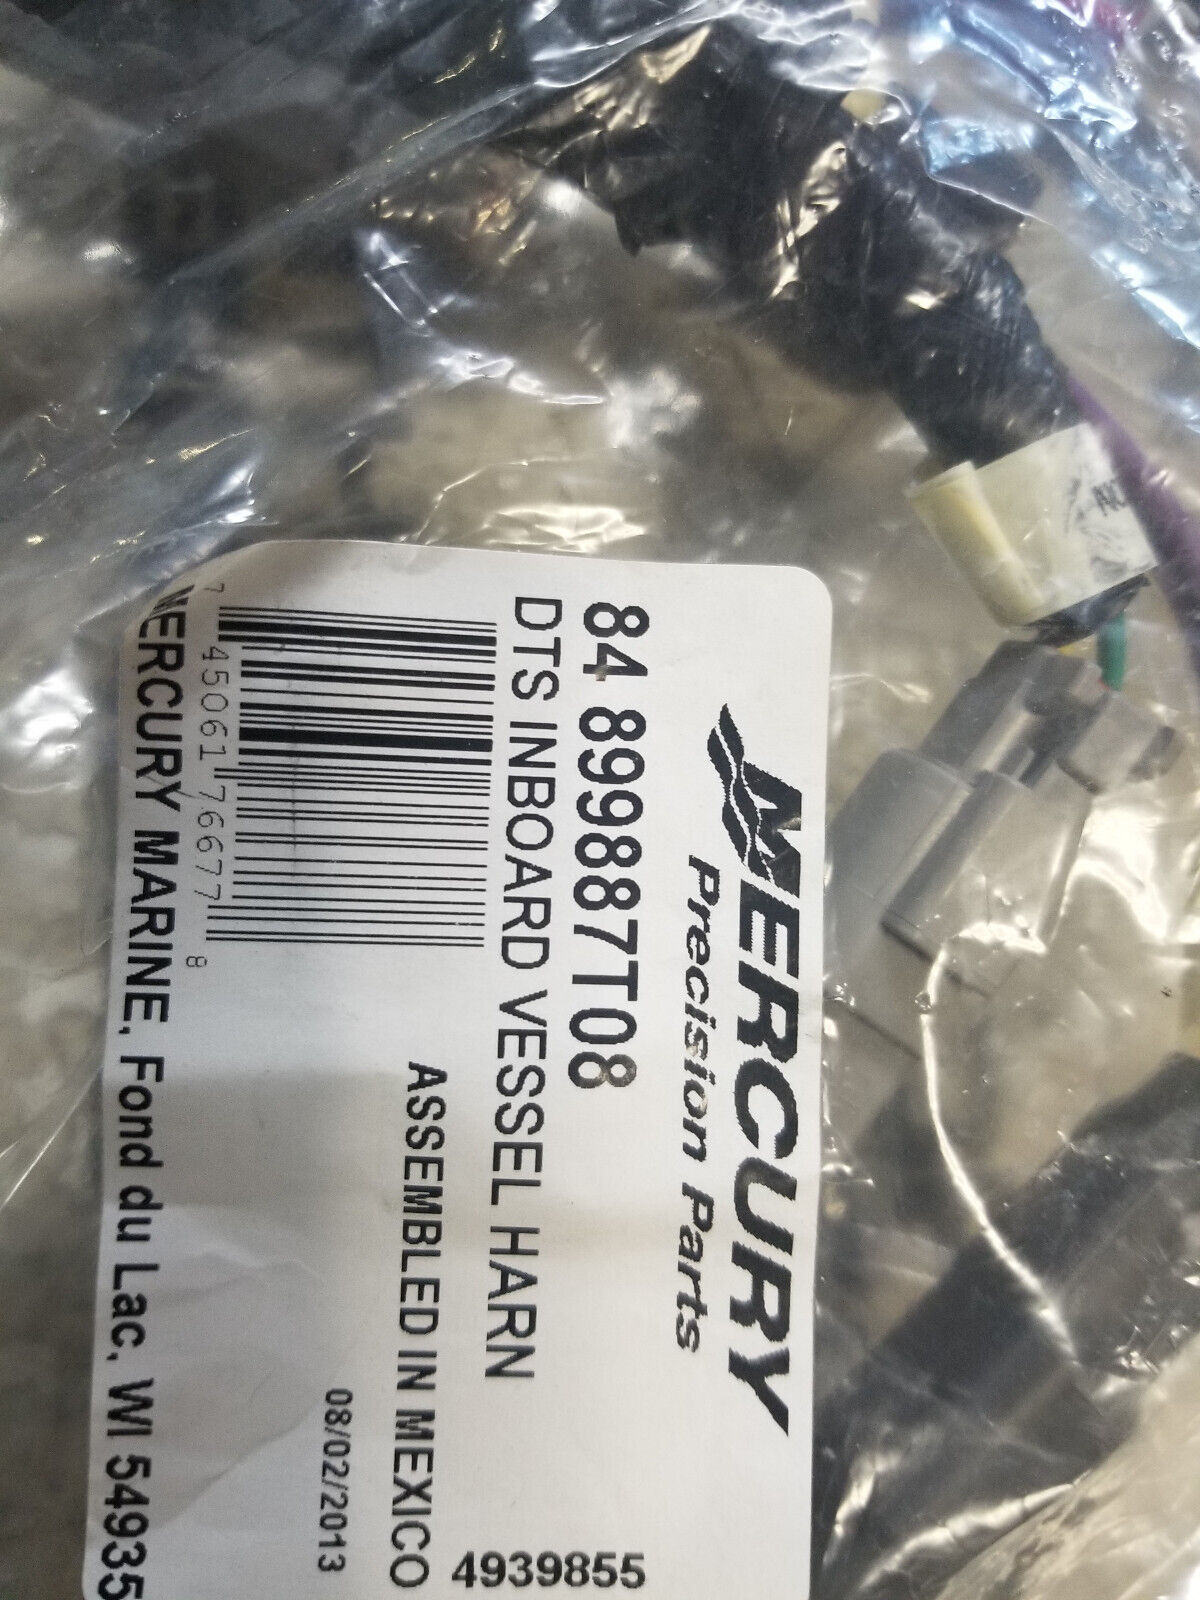 MERCURY
Precision Parts
84 899887T08
DTS INBOARD VESSEL HARN
ASSEMBLED IN MEXICO
08/02/2013
4939855
7 45061 76677 8
MERCURY MARINE, Fond du Lac, WI 54935